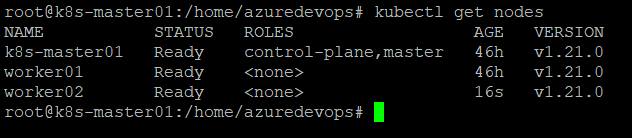 root@k8s-master01:/home/azuredevops# kubectl get nodes
NAME STATUS ROLES AGE VERSION
k8s-master01 Ready control-plane,master 46h v1.21.0
worker01 Ready <none> 46h v1.21.0
worker02 Ready <none> 16s v1.21.0
root@k8s-master01:/home/azuredevops#